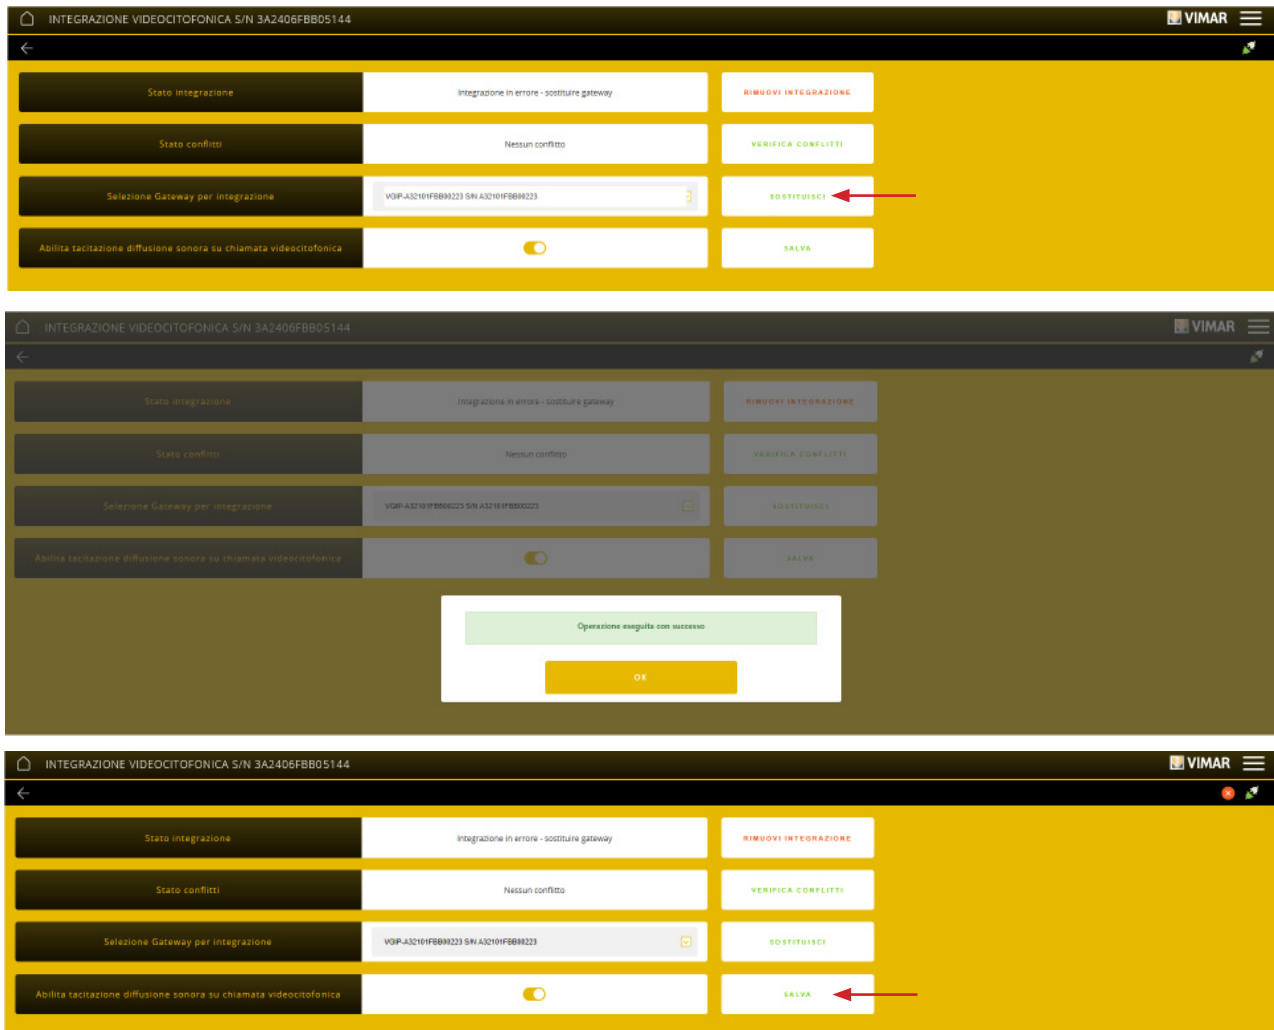 INTEGRAZIONE VIDEOCITOFONICA S/N 3A2406FBB05144
VIMAR
Stato integrazione
Integrazione in errore - sostituire gateway
RIMUOVI INTEGRAZIONE
Stato conflitti
Nessun conflitto
VERIFICA CONFLITTI
Selezione Gateway per integrazione
VGIP-A32101FBB00223 S/N A32101FBB00223
SOSTITUISCI
Abilita tacitazione diffusione sonora su chiamata videocitofonica
SALVA
INTEGRAZIONE VIDEOCITOFONICA S/N 3A2406FBB05144
VIMAR
Stato integrazione
Integrazione in errore - sostituire gateway
RIMUOVI INTEGRAZIONE
Stato conflitti
Nessun conflitto
VERIFICA CONFLITTI
Selezione Gateway per integrazione
VGIP-A32101FBB00223 S/N A32101FBB00223
SOSTITUISCI
Abilita tacitazione diffusione sonora su chiamata videocitofonica
SALVA
Operazione eseguita con successo
OK
INTEGRAZIONE VIDEOCITOFONICA S/N 3A2406FBB05144
VIMAR
Stato integrazione
Integrazione in errore - sostituire gateway
RIMUOVI INTEGRAZIONE
Stato conflitti
Nessun conflitto
VERIFICA CONFLITTI
Selezione Gateway per integrazione
VGIP-A32101FBB00223 S/N A32101FBB00223
SOSTITUISCI
Abilita tacitazione diffusione sonora su chiamata videocitofonica
SALVA